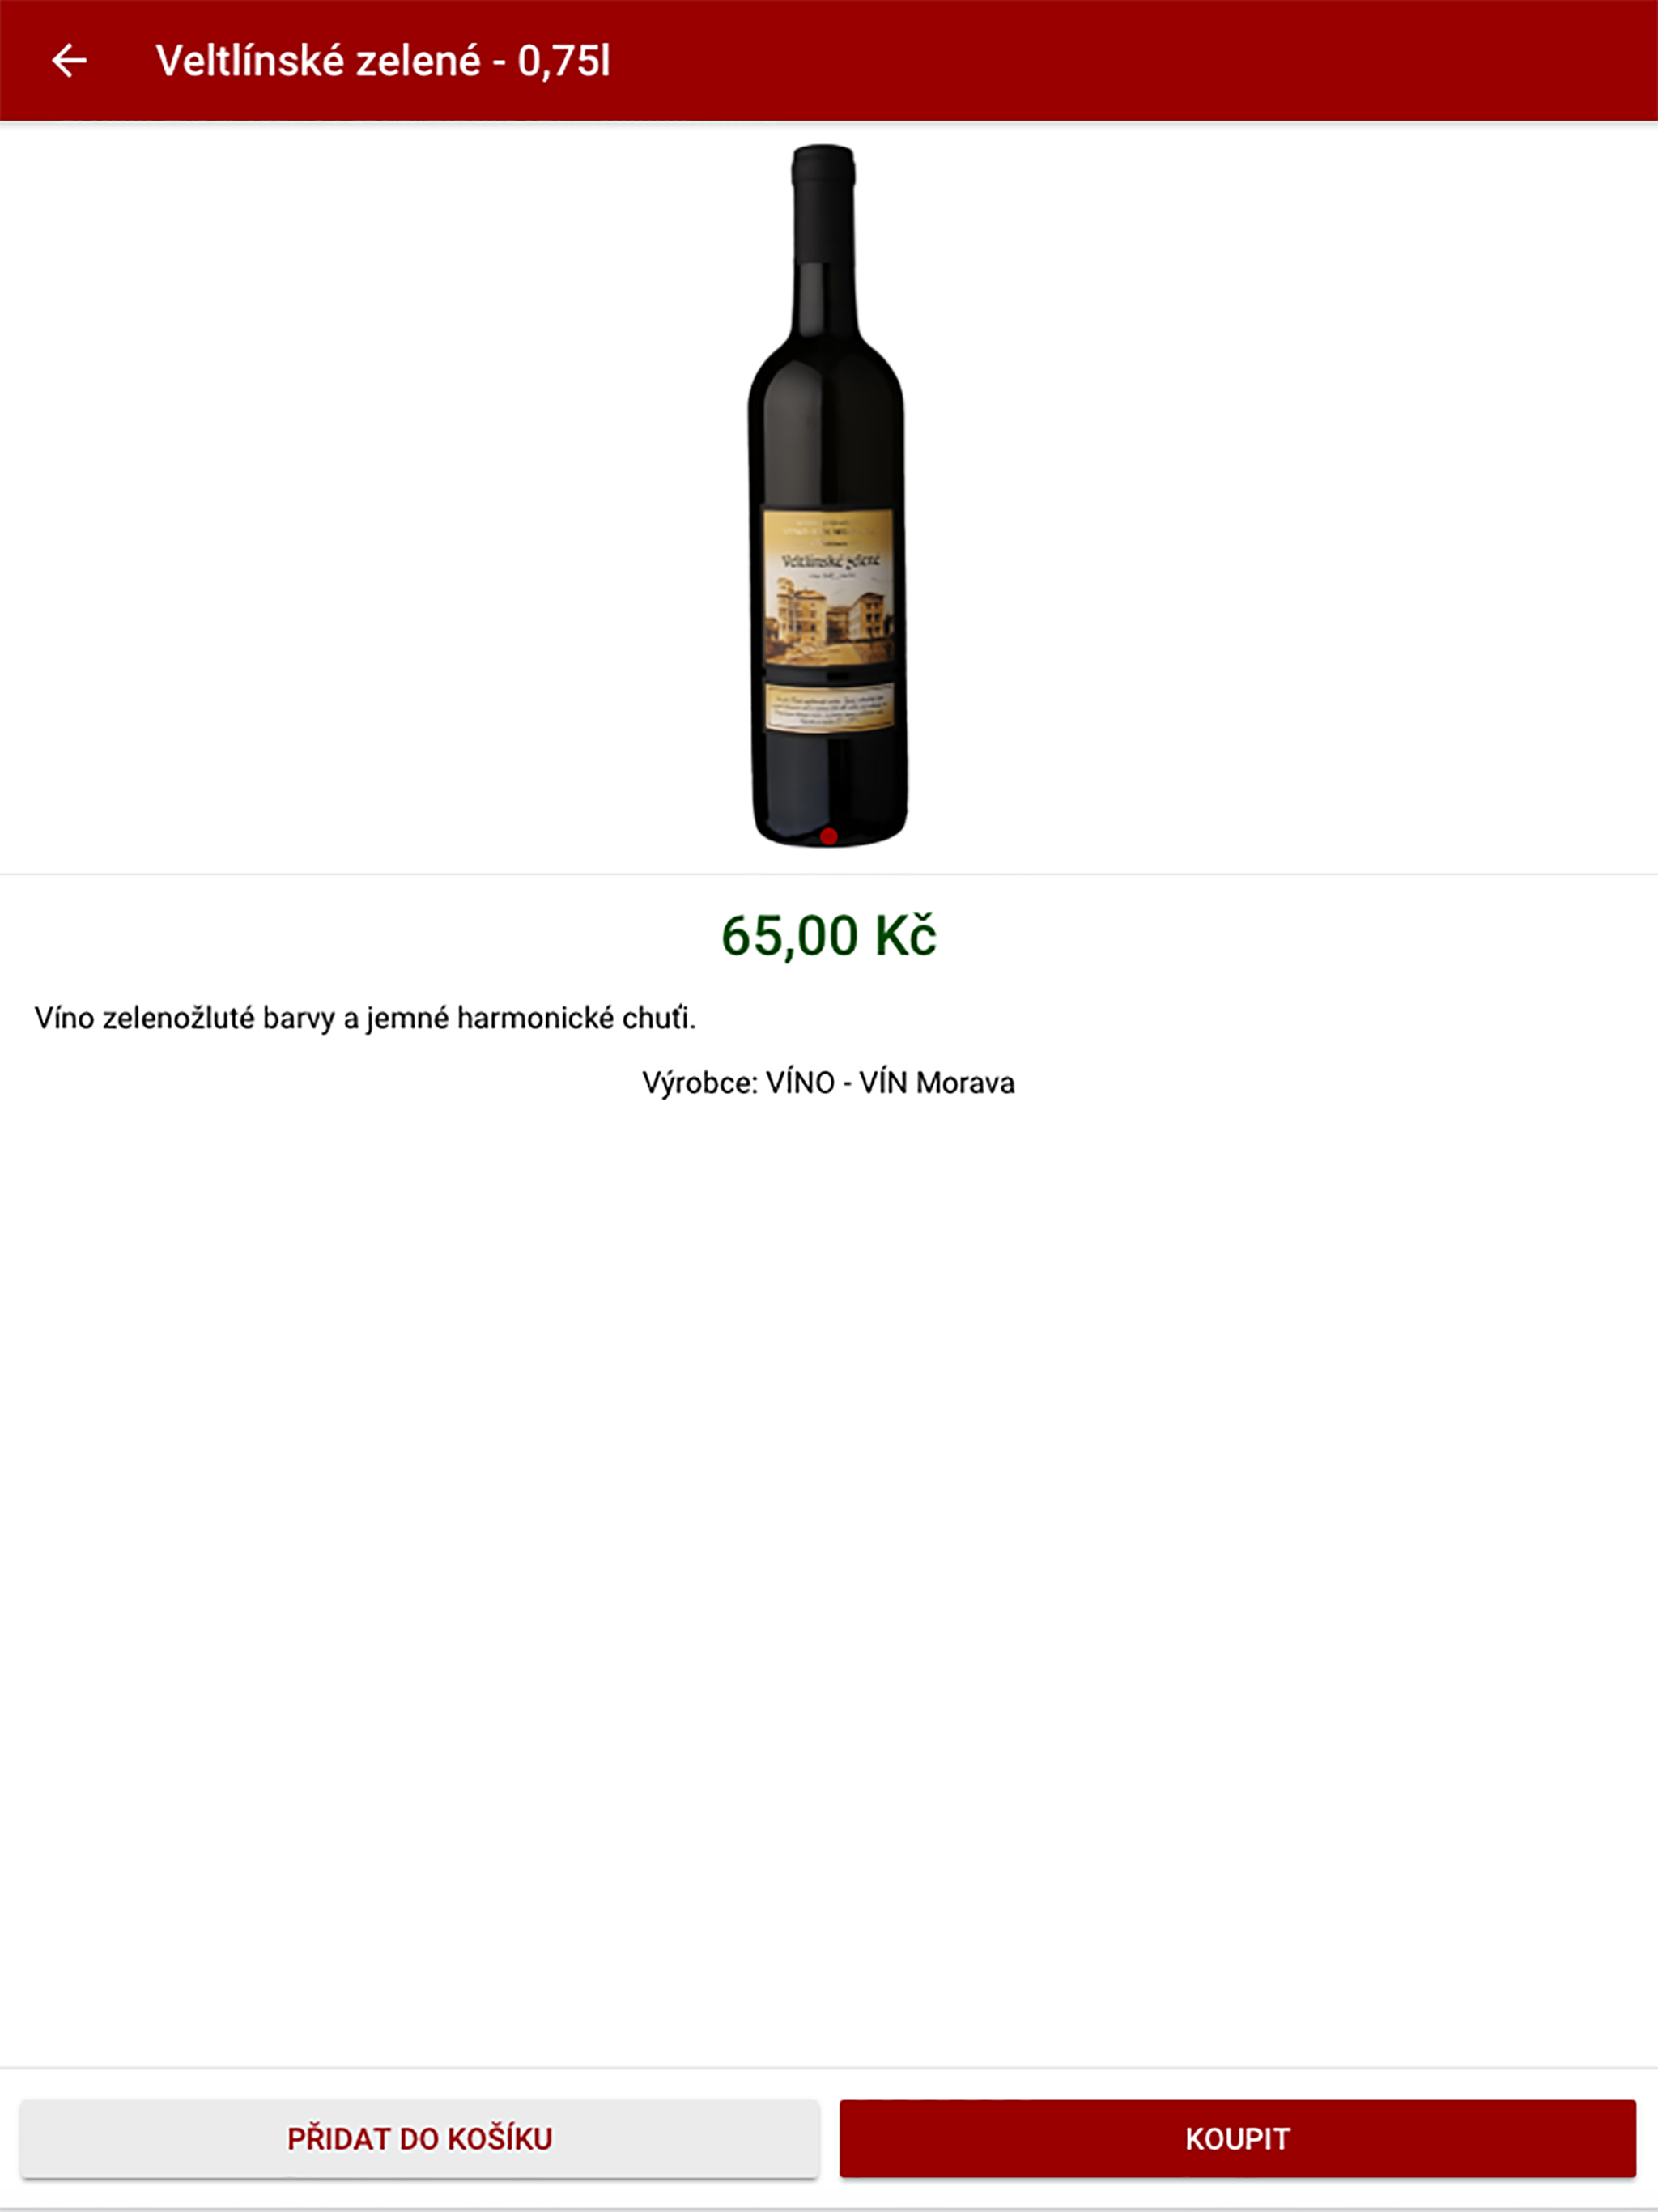 Veltlínské zelené - 0,75l
Veltlínské zelené
65,00 Kč
Víno zelenožluté barvy a jemné harmonické chuťi.
Výrobce: VÍNO - VÍN Morava
PŘIDAT DO KOŠÍKU
KOUPIT